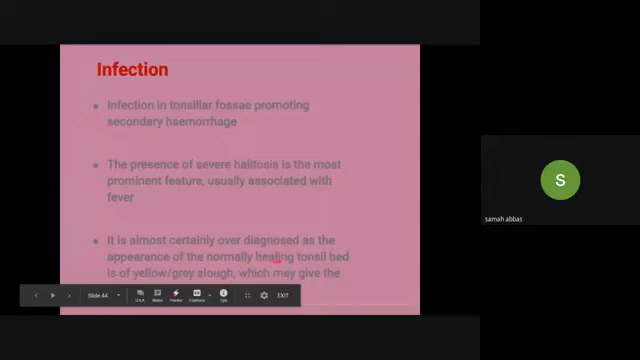 Infection
Infection in tonsillar fossae promoting
secondary haemorrhage
The presence of severe halitosis is the most
prominent feature, usually associated with
fever
It is almost certainly over diagnosed as the
appearance of the normally healing tonsil bed
is of yellow/grey slough, which may give the
Slide 44
Q&A
Notes
Pointer
Captions
Tips
EXIT
S
samah abbas